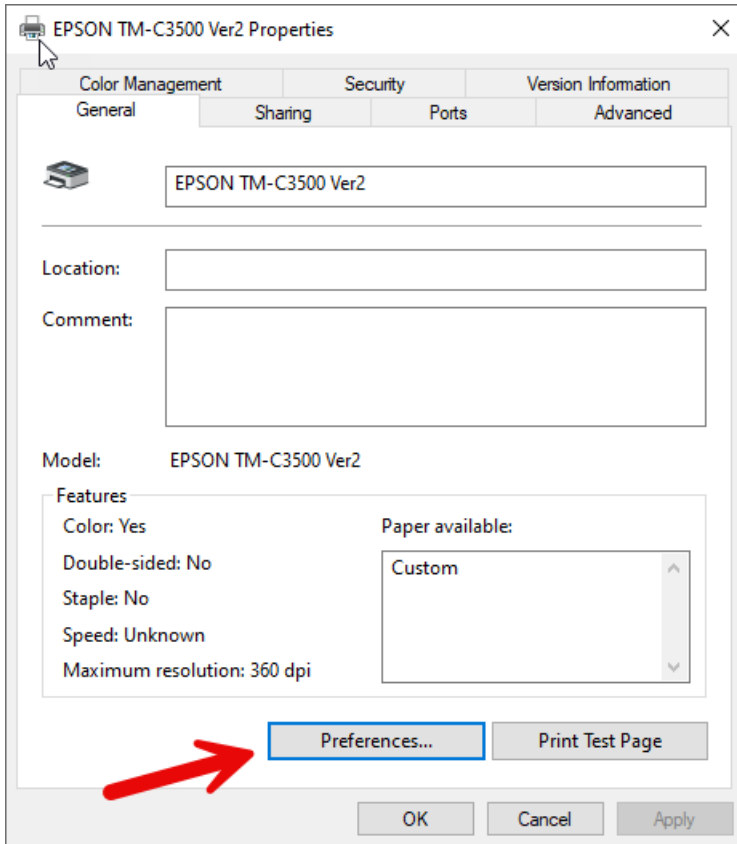 EPSON TM-C3500 Ver2 Properties
Color Management Security Version Information
General Sharing Ports Advanced
EPSON TM-C3500 Ver2
Location:
Comment:
Model: EPSON TM-C3500 Ver2
Features
Color: Yes Paper available:
Double-sided: No Custom
Staple: No
Speed: Unknown
Maximum resolution: 360 dpi
Preferences... Print Test Page
OK Cancel Apply